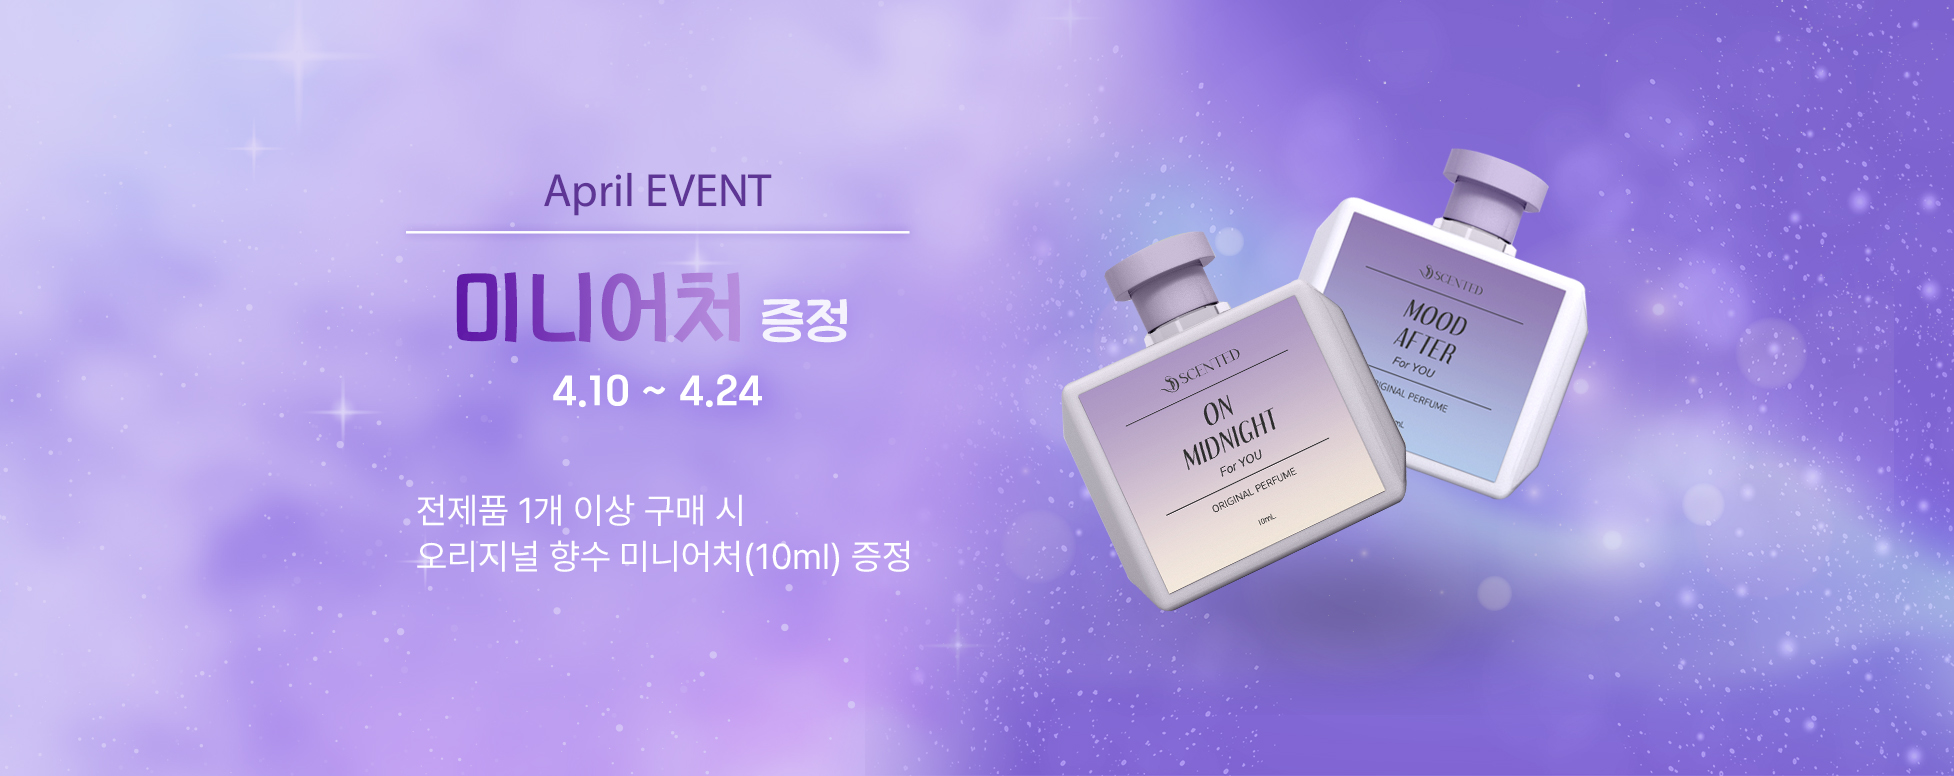 April EVENT
미니어처 증정
4.10 ~ 4.24
전제품 1개 이상 구매 시
오리지널 향수 미니어처(10ml) 증정
SCENTED
ON
MIDNIGHT
For YOU
ORIGINAL PERFUME
10mL
SCENTED
MOOD
AFTER
For YOU
PERFUME